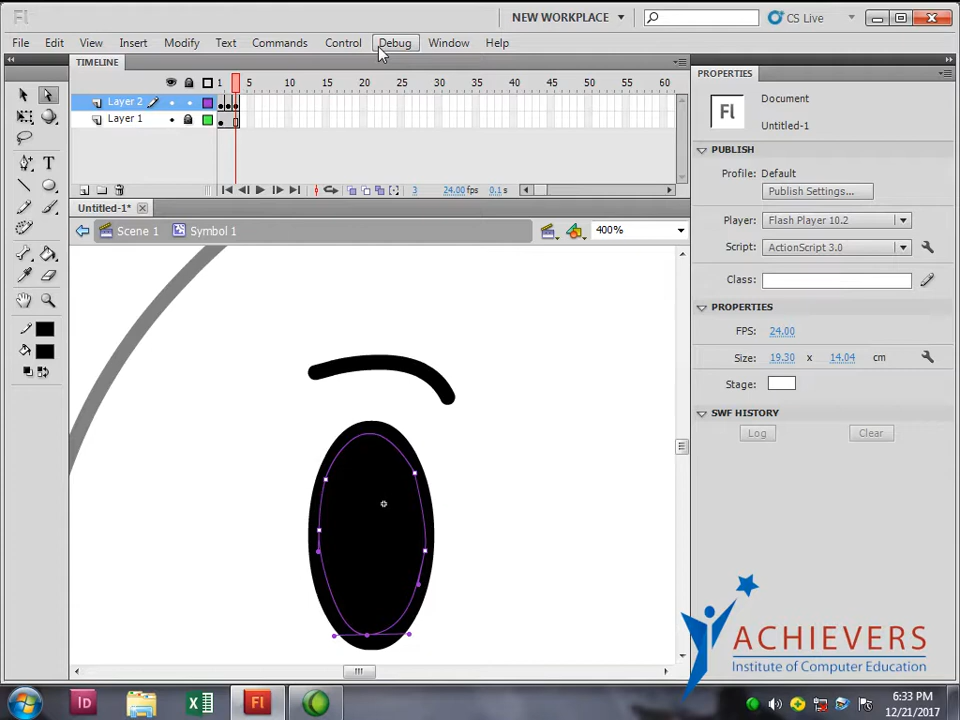 Fl
NEW WORKPLACE
CS Live
File Edit View Insert Modify Text Commands Control Debug Window Help
TIMELINE
1 5 10 15 20 25 30 35 40 45 50 55 60
Layer 2
Layer 1
3 24.00 fps 0.1 s
Untitled-1*
Scene 1 Symbol 1 400%
PROPERTIES
Fl
Document
Untitled-1
PUBLISH
Profile: Default
Publish Settings...
Player: Flash Player 10.2
Script: ActionScript 3.0
Class:
PROPERTIES
FPS: 24.00
Size: 19.30 x 14.04 cm
Stage:
SWF HISTORY
Log Clear
ACHIEVERS
Institute of Computer Education
Id
Fl
6:33 PM
12/21/2017